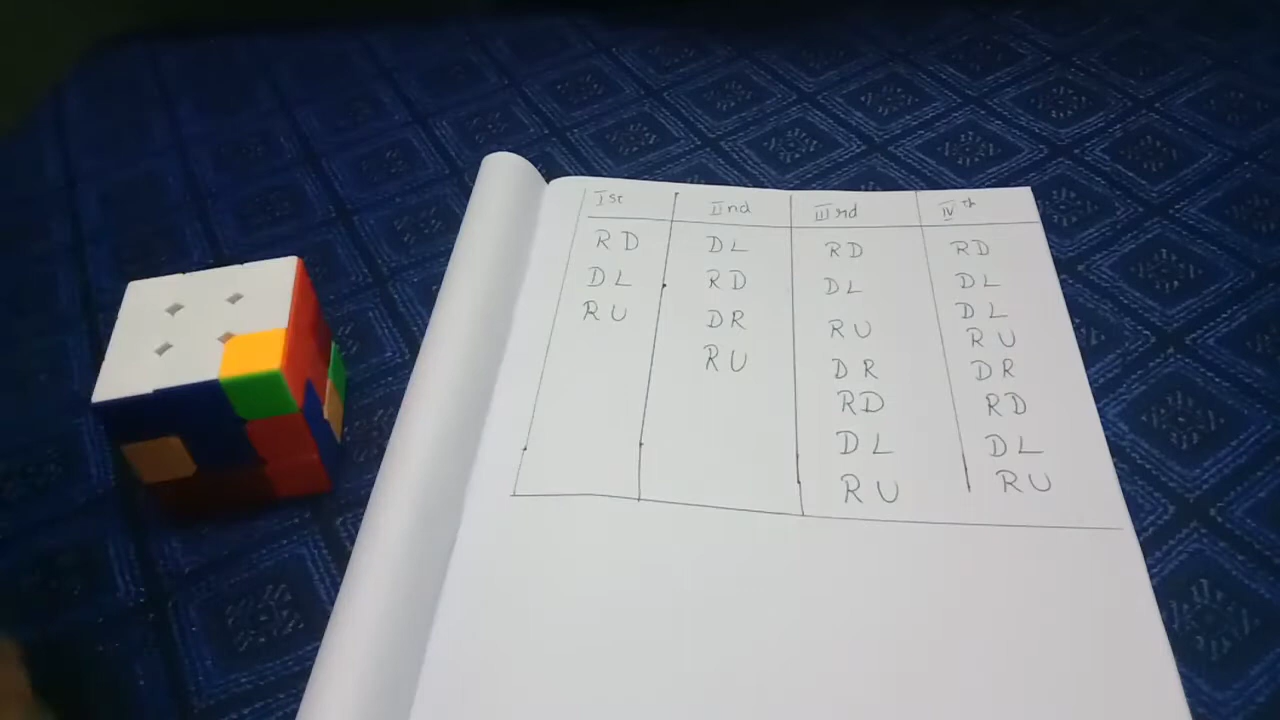 Ist IInd IIIrd IVth
RD DL RD RD
DL RD DL DL
RU DR RU DL
RU DR RU
RD DR
DL RD
RU DL
RU